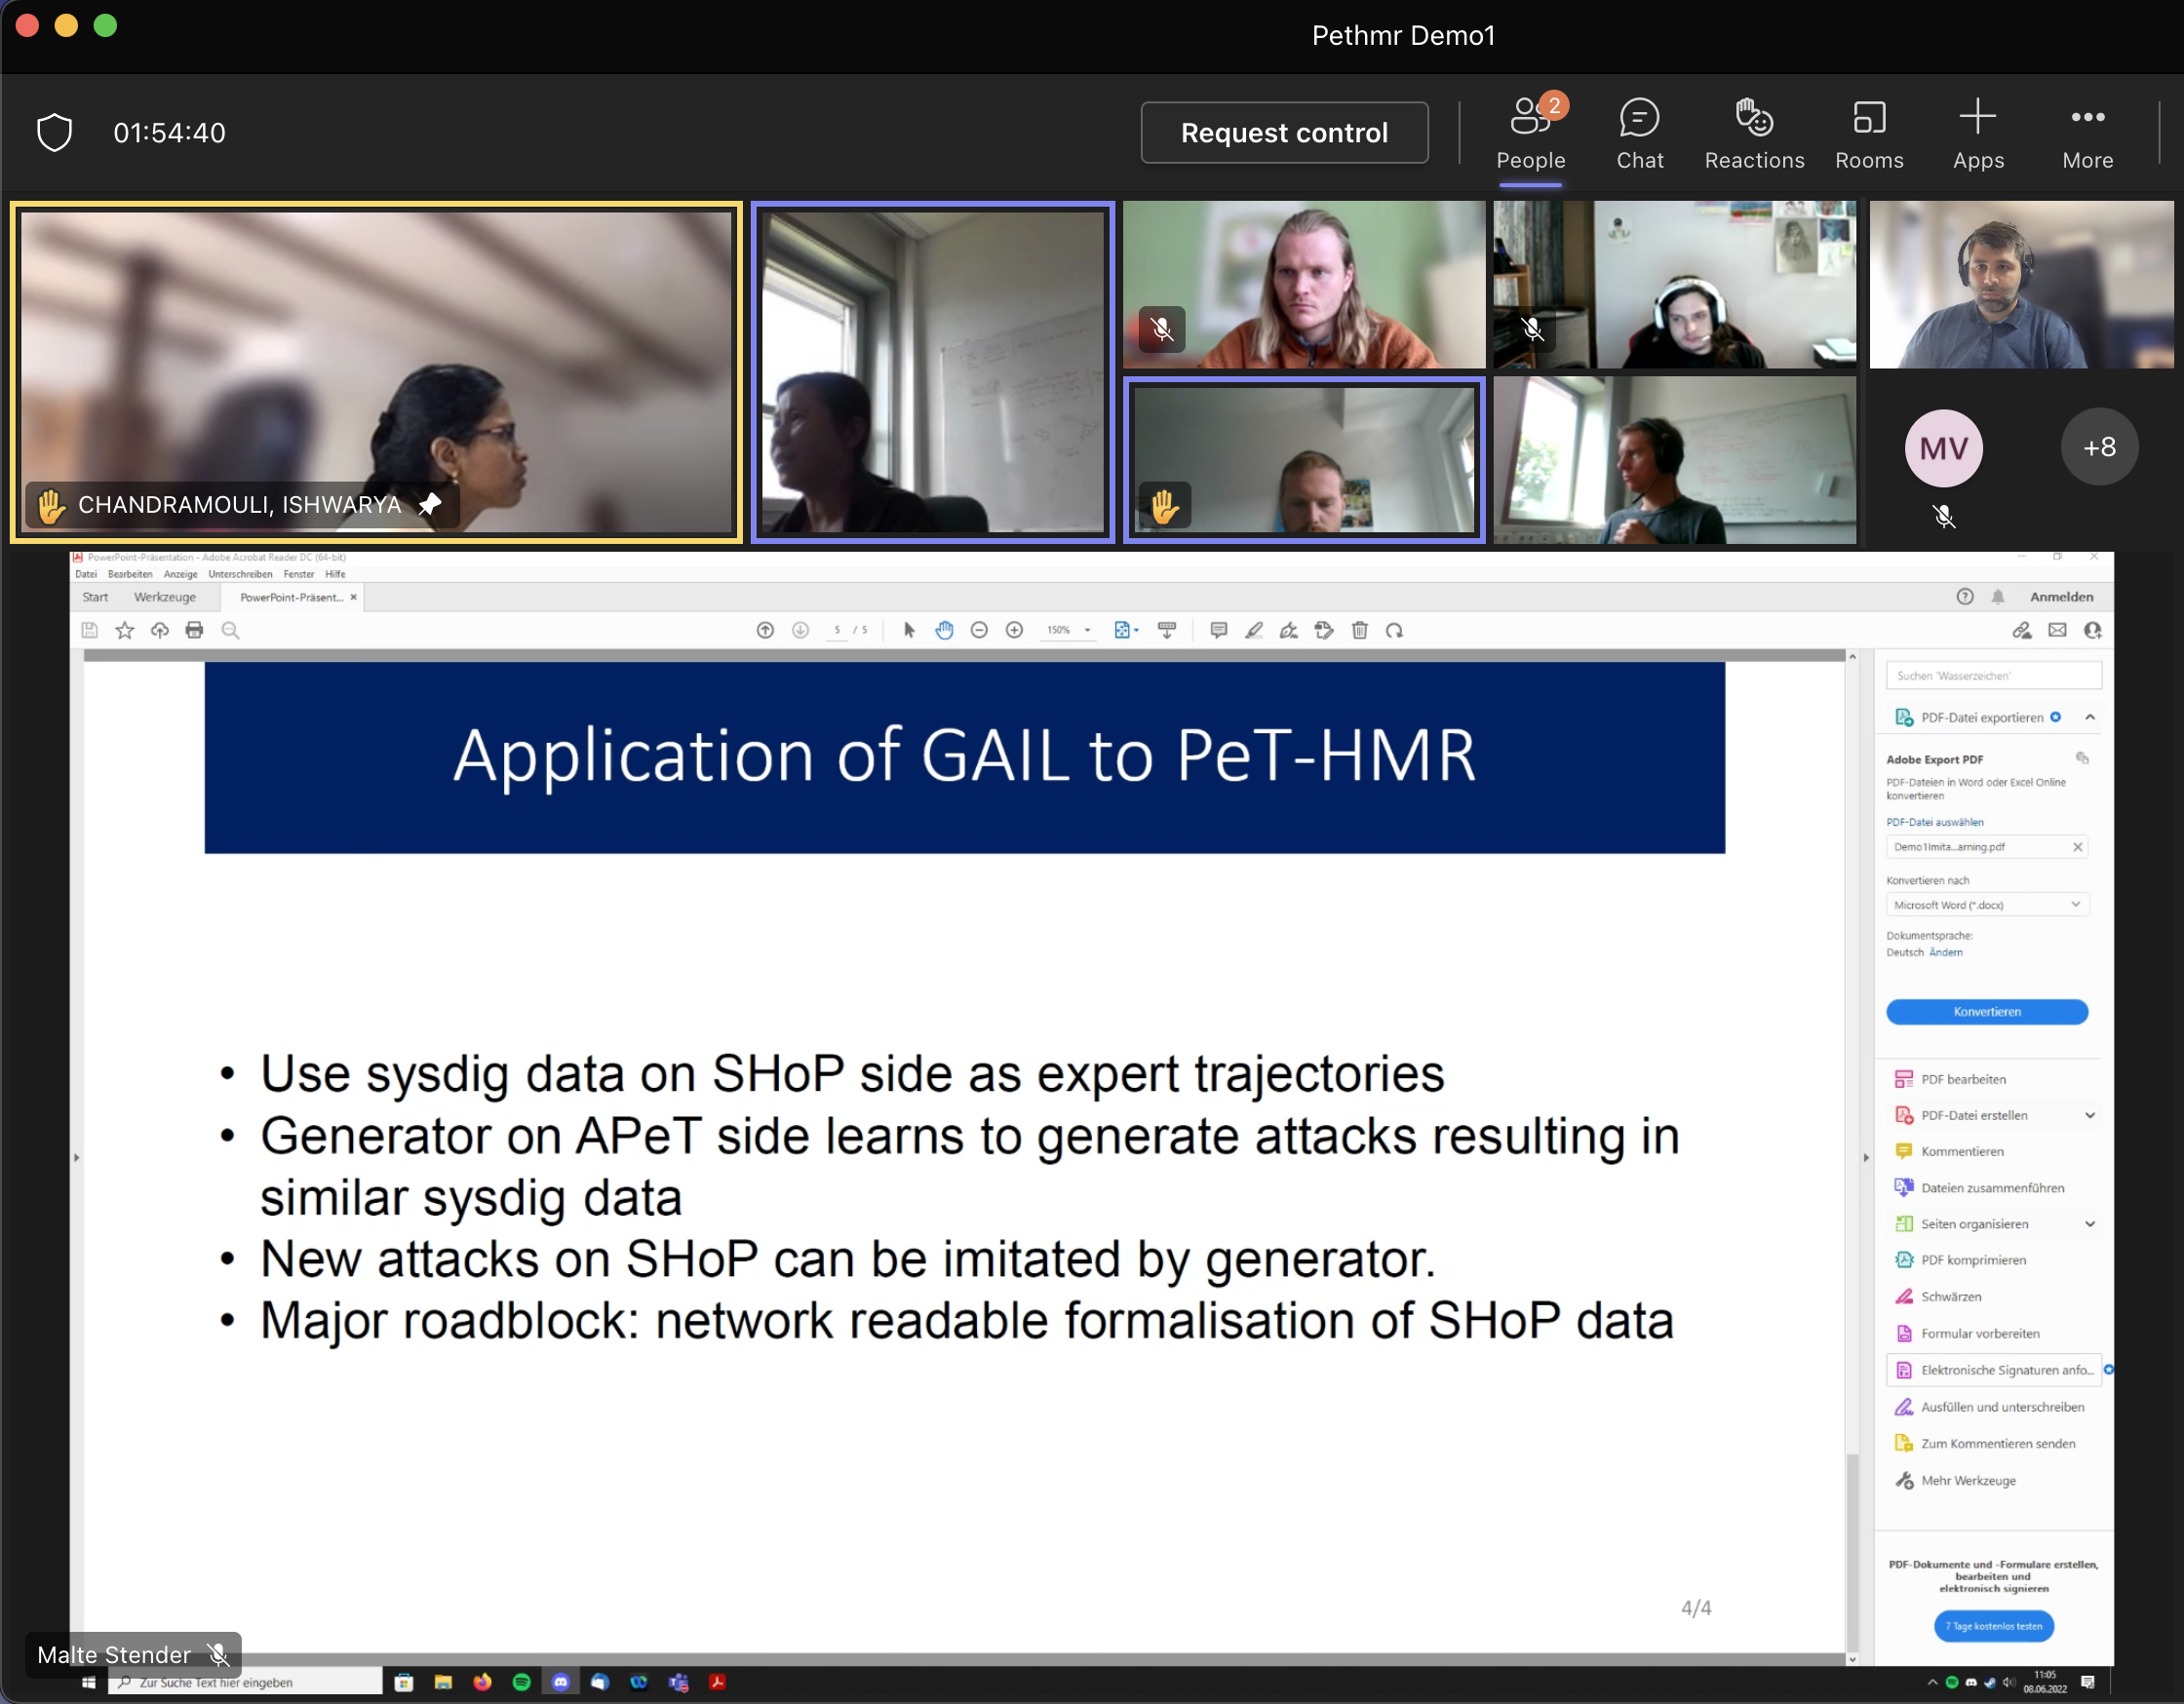 Pethmr Demo1
01:54:40
Request control
2
People
Chat
Reactions
Rooms
Apps
More
CHANDRAMOULI, ISHWARYA
MV
+8
PowerPoint-Präsentation - Adobe Acrobat Reader DC (64-bit)
Datei Bearbeiten Anzeige Unterschreiben Fenster Hilfe
Start Werkzeuge PowerPoint-Präsent... ×
Anmelden
5 / 5
150%
Application of GAIL to PeT-HMR
• Use sysdig data on SHoP side as expert trajectories
• Generator on APeT side learns to generate attacks resulting in
similar sysdig data
• New attacks on SHoP can be imitated by generator.
• Major roadblock: network readable formalisation of SHoP data
4/4
Suchen 'Wasserzeichen'
PDF-Datei exportieren
Adobe Export PDF
PDF-Dateien in Word oder Excel Online
konvertieren
PDF-Datei auswählen
Demo1Imita...arning.pdf
Konvertieren nach
Microsoft Word (*.docx)
Dokumentsprache:
Deutsch Ändern
Konvertieren
PDF bearbeiten
PDF-Datei erstellen
Kommentieren
Dateien zusammenführen
Seiten organisieren
PDF komprimieren
Schwärzen
Formular vorbereiten
Elektronische Signaturen anfo...
Ausfüllen und unterschreiben
Zum Kommentieren senden
Mehr Werkzeuge
PDF-Dokumente und -Formulare erstellen,
bearbeiten und
elektronisch signieren
7 Tage kostenlos testen
Malte Stender
Zur Suche Text hier eingeben
11:05
08.06.2022